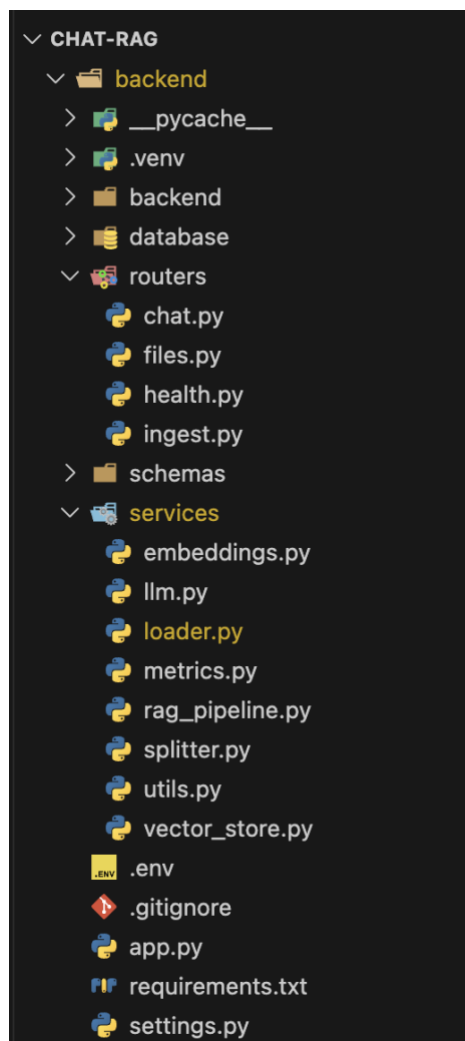 CHAT-RAG
backend
__pycache__
.venv
backend
database
routers
chat.py
files.py
health.py
ingest.py
schemas
services
embeddings.py
llm.py
loader.py
metrics.py
rag_pipeline.py
splitter.py
utils.py
vector_store.py
.ENV .env
.gitignore
app.py
requirements.txt
settings.py